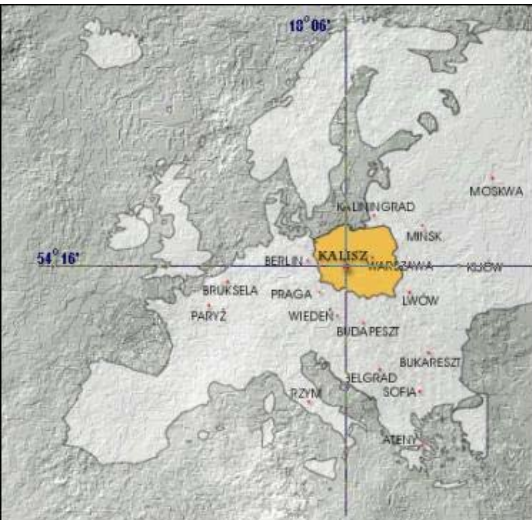 18°06'
MOSKWA
KALININGRAD
MIŃSK
54°16'
BERLIN
KALISZ
WARSZAWA
KIJÓW
BRUKSELA
PRAGA
LWÓW
PARYŻ
WIEDEŃ
BUDAPESZT
BUKARESZT
BELGRAD
RZYM
SOFIA
ATENY